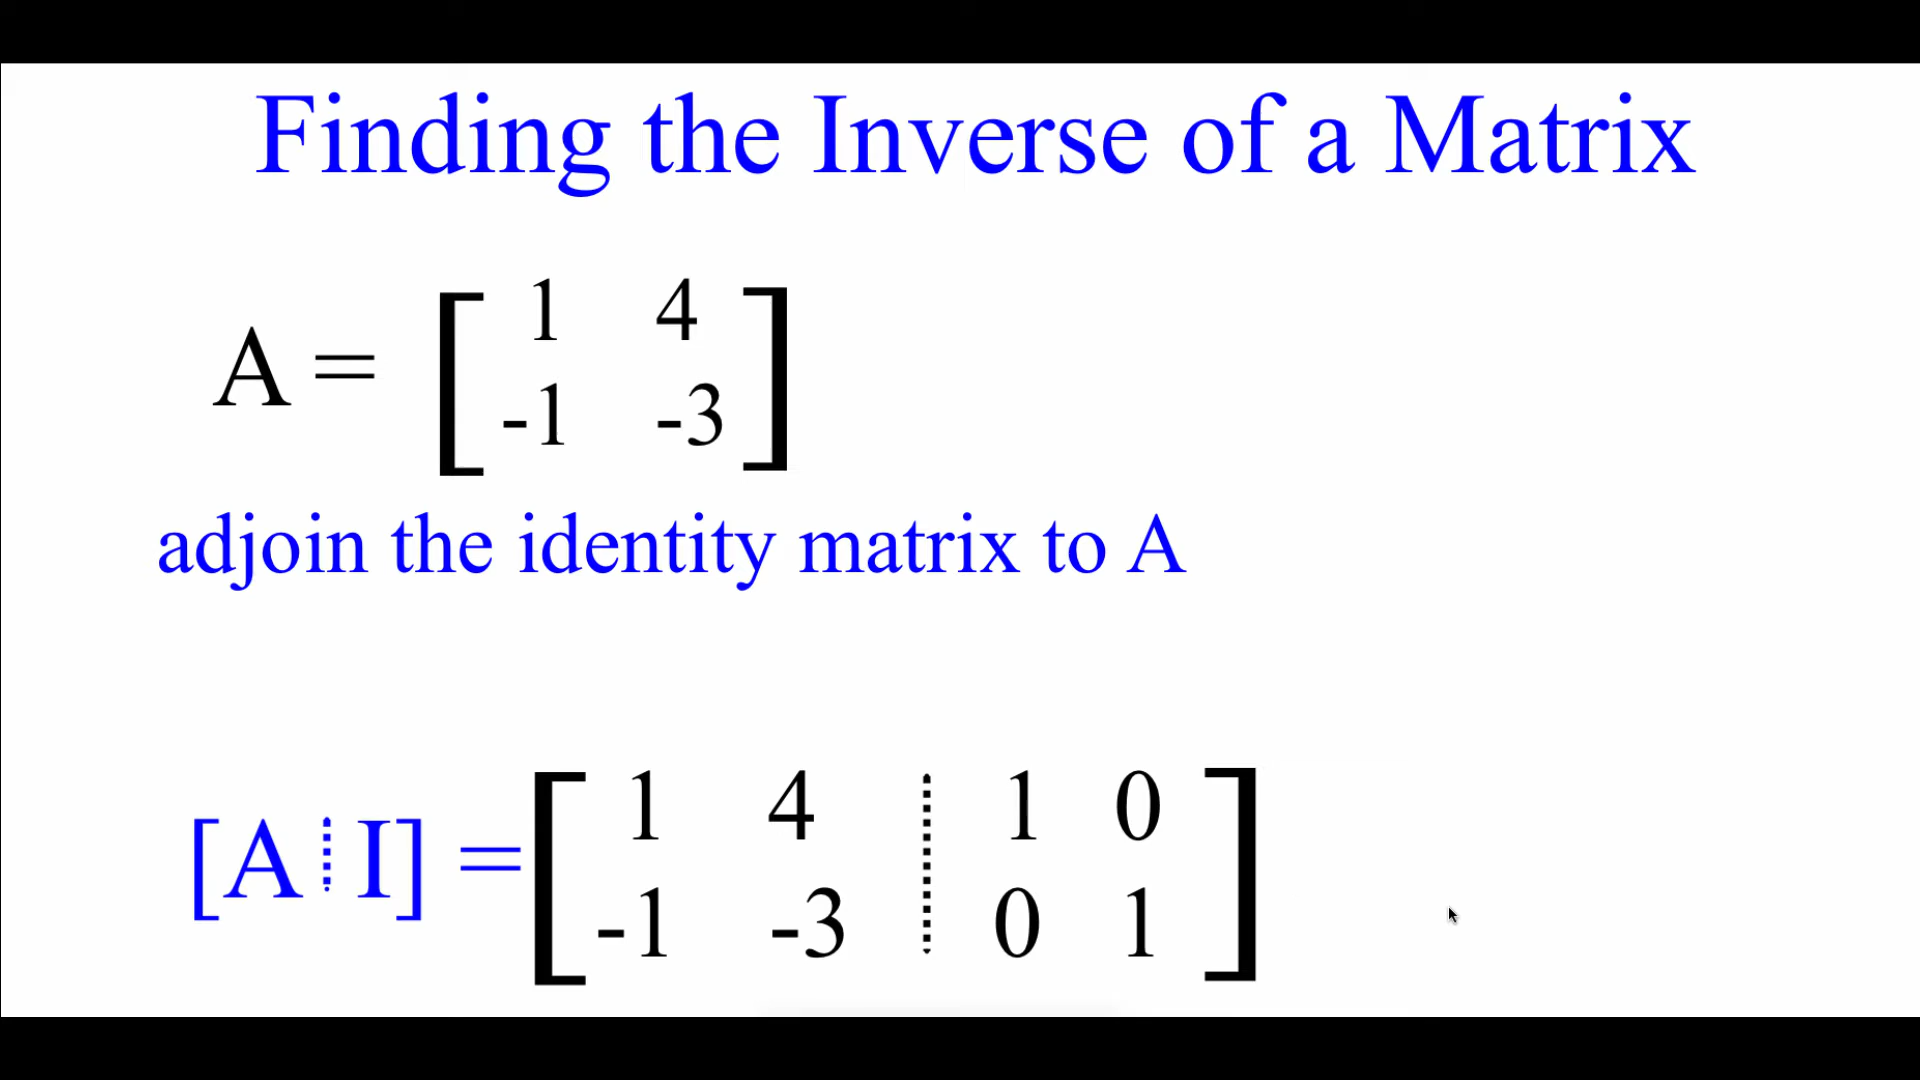 Finding the Inverse of a Matrix
A = [ 1 4
-1 -3 ]
adjoin the identity matrix to A
[A ⁞ I] = [ 1 4 ⁞ 1 0
-1 -3 ⁞ 0 1 ]